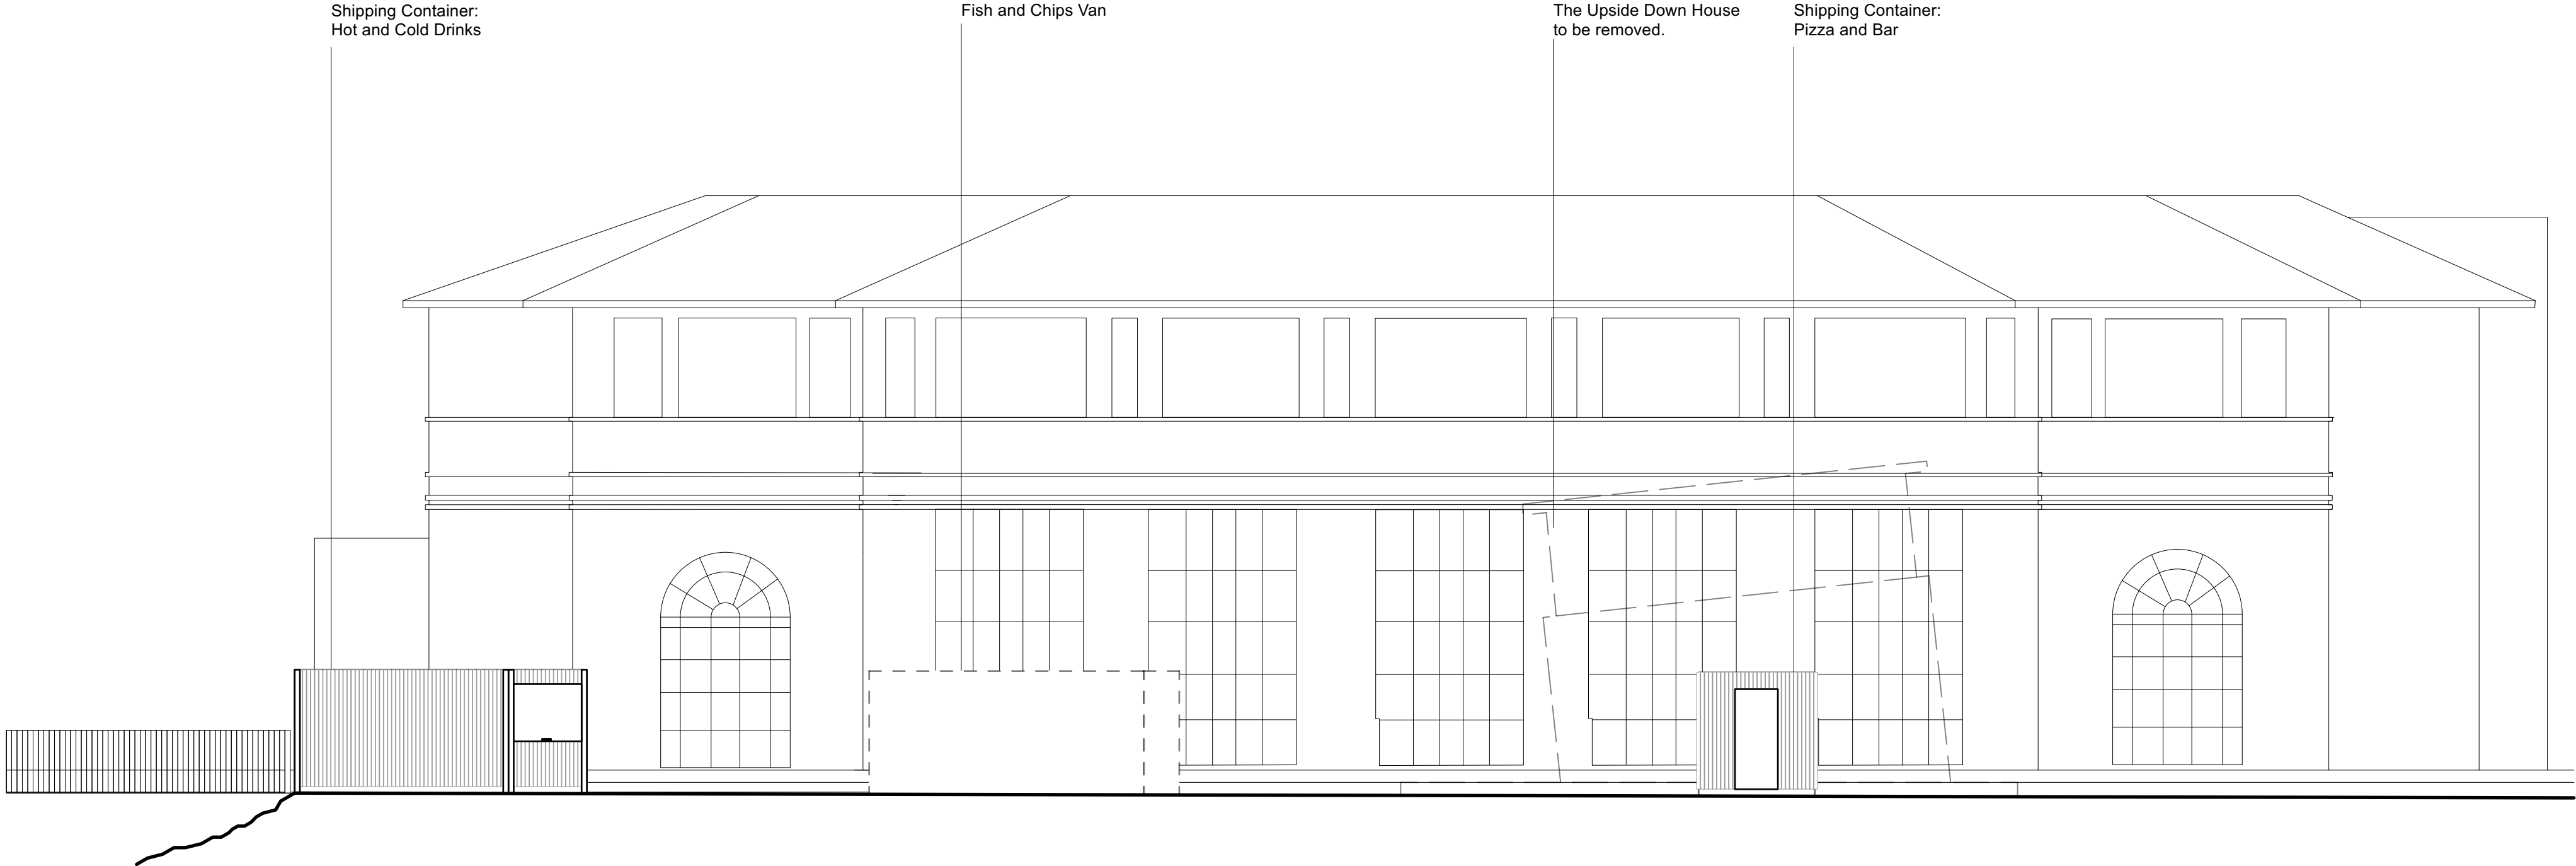 Shipping Container:
Hot and Cold Drinks
Fish and Chips Van
The Upside Down House
to be removed.
Shipping Container:
Pizza and Bar